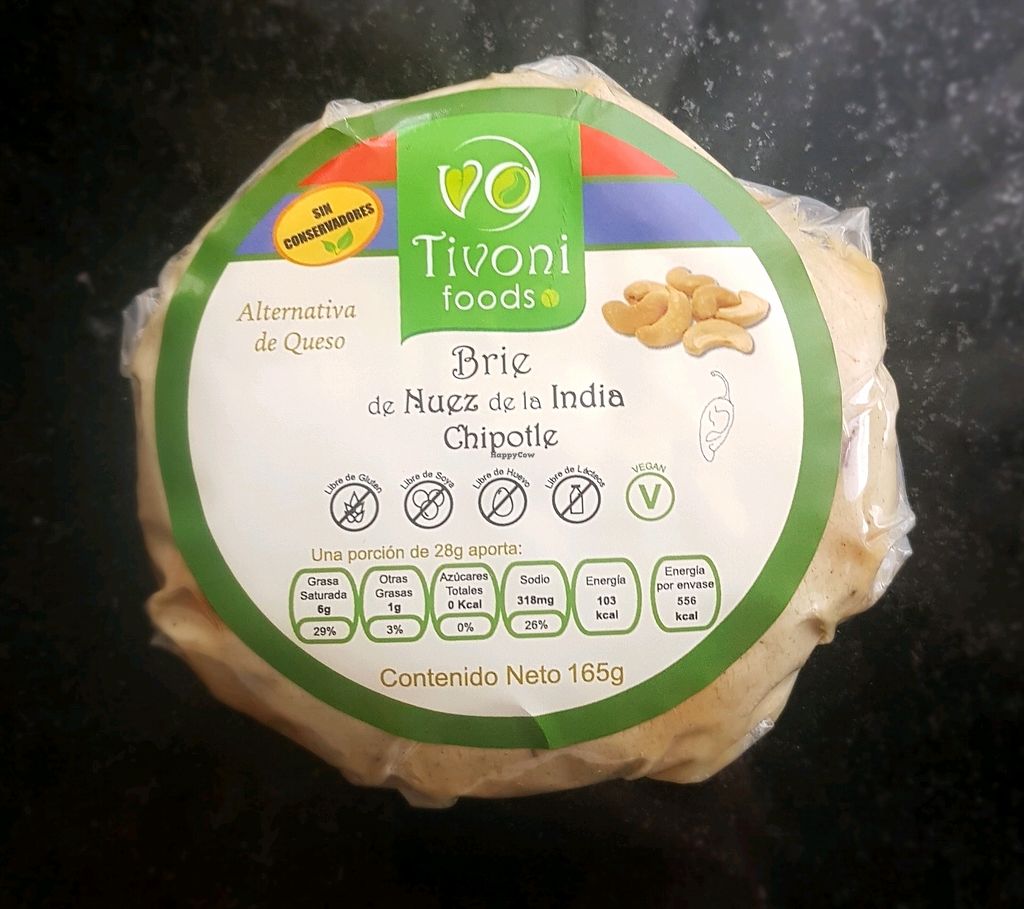 VO
Tivoni
foods
SIN
CONSERVADORES
Alternativa
de Queso
Brie
de Nuez de la India
Chipotle
HappyCow
Libre de Gluten
Libre de Soya
Libre de Huevo
Libre de Lácteos
VEGAN
V
Una porción de 28g aporta:
Grasa
Saturada
6g
29%
Otras
Grasas
1g
3%
Azúcares
Totales
0 Kcal
0%
Sodio
318mg
26%
Energía
103
kcal
Energía
por envase
556
kcal
Contenido Neto 165g